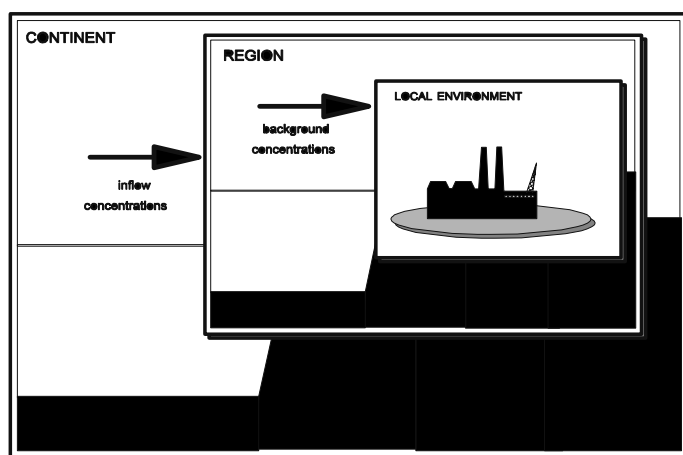 CONTINENT
REGION
LOCAL ENVIRONMENT
background
concentrations
inflow
concentrations